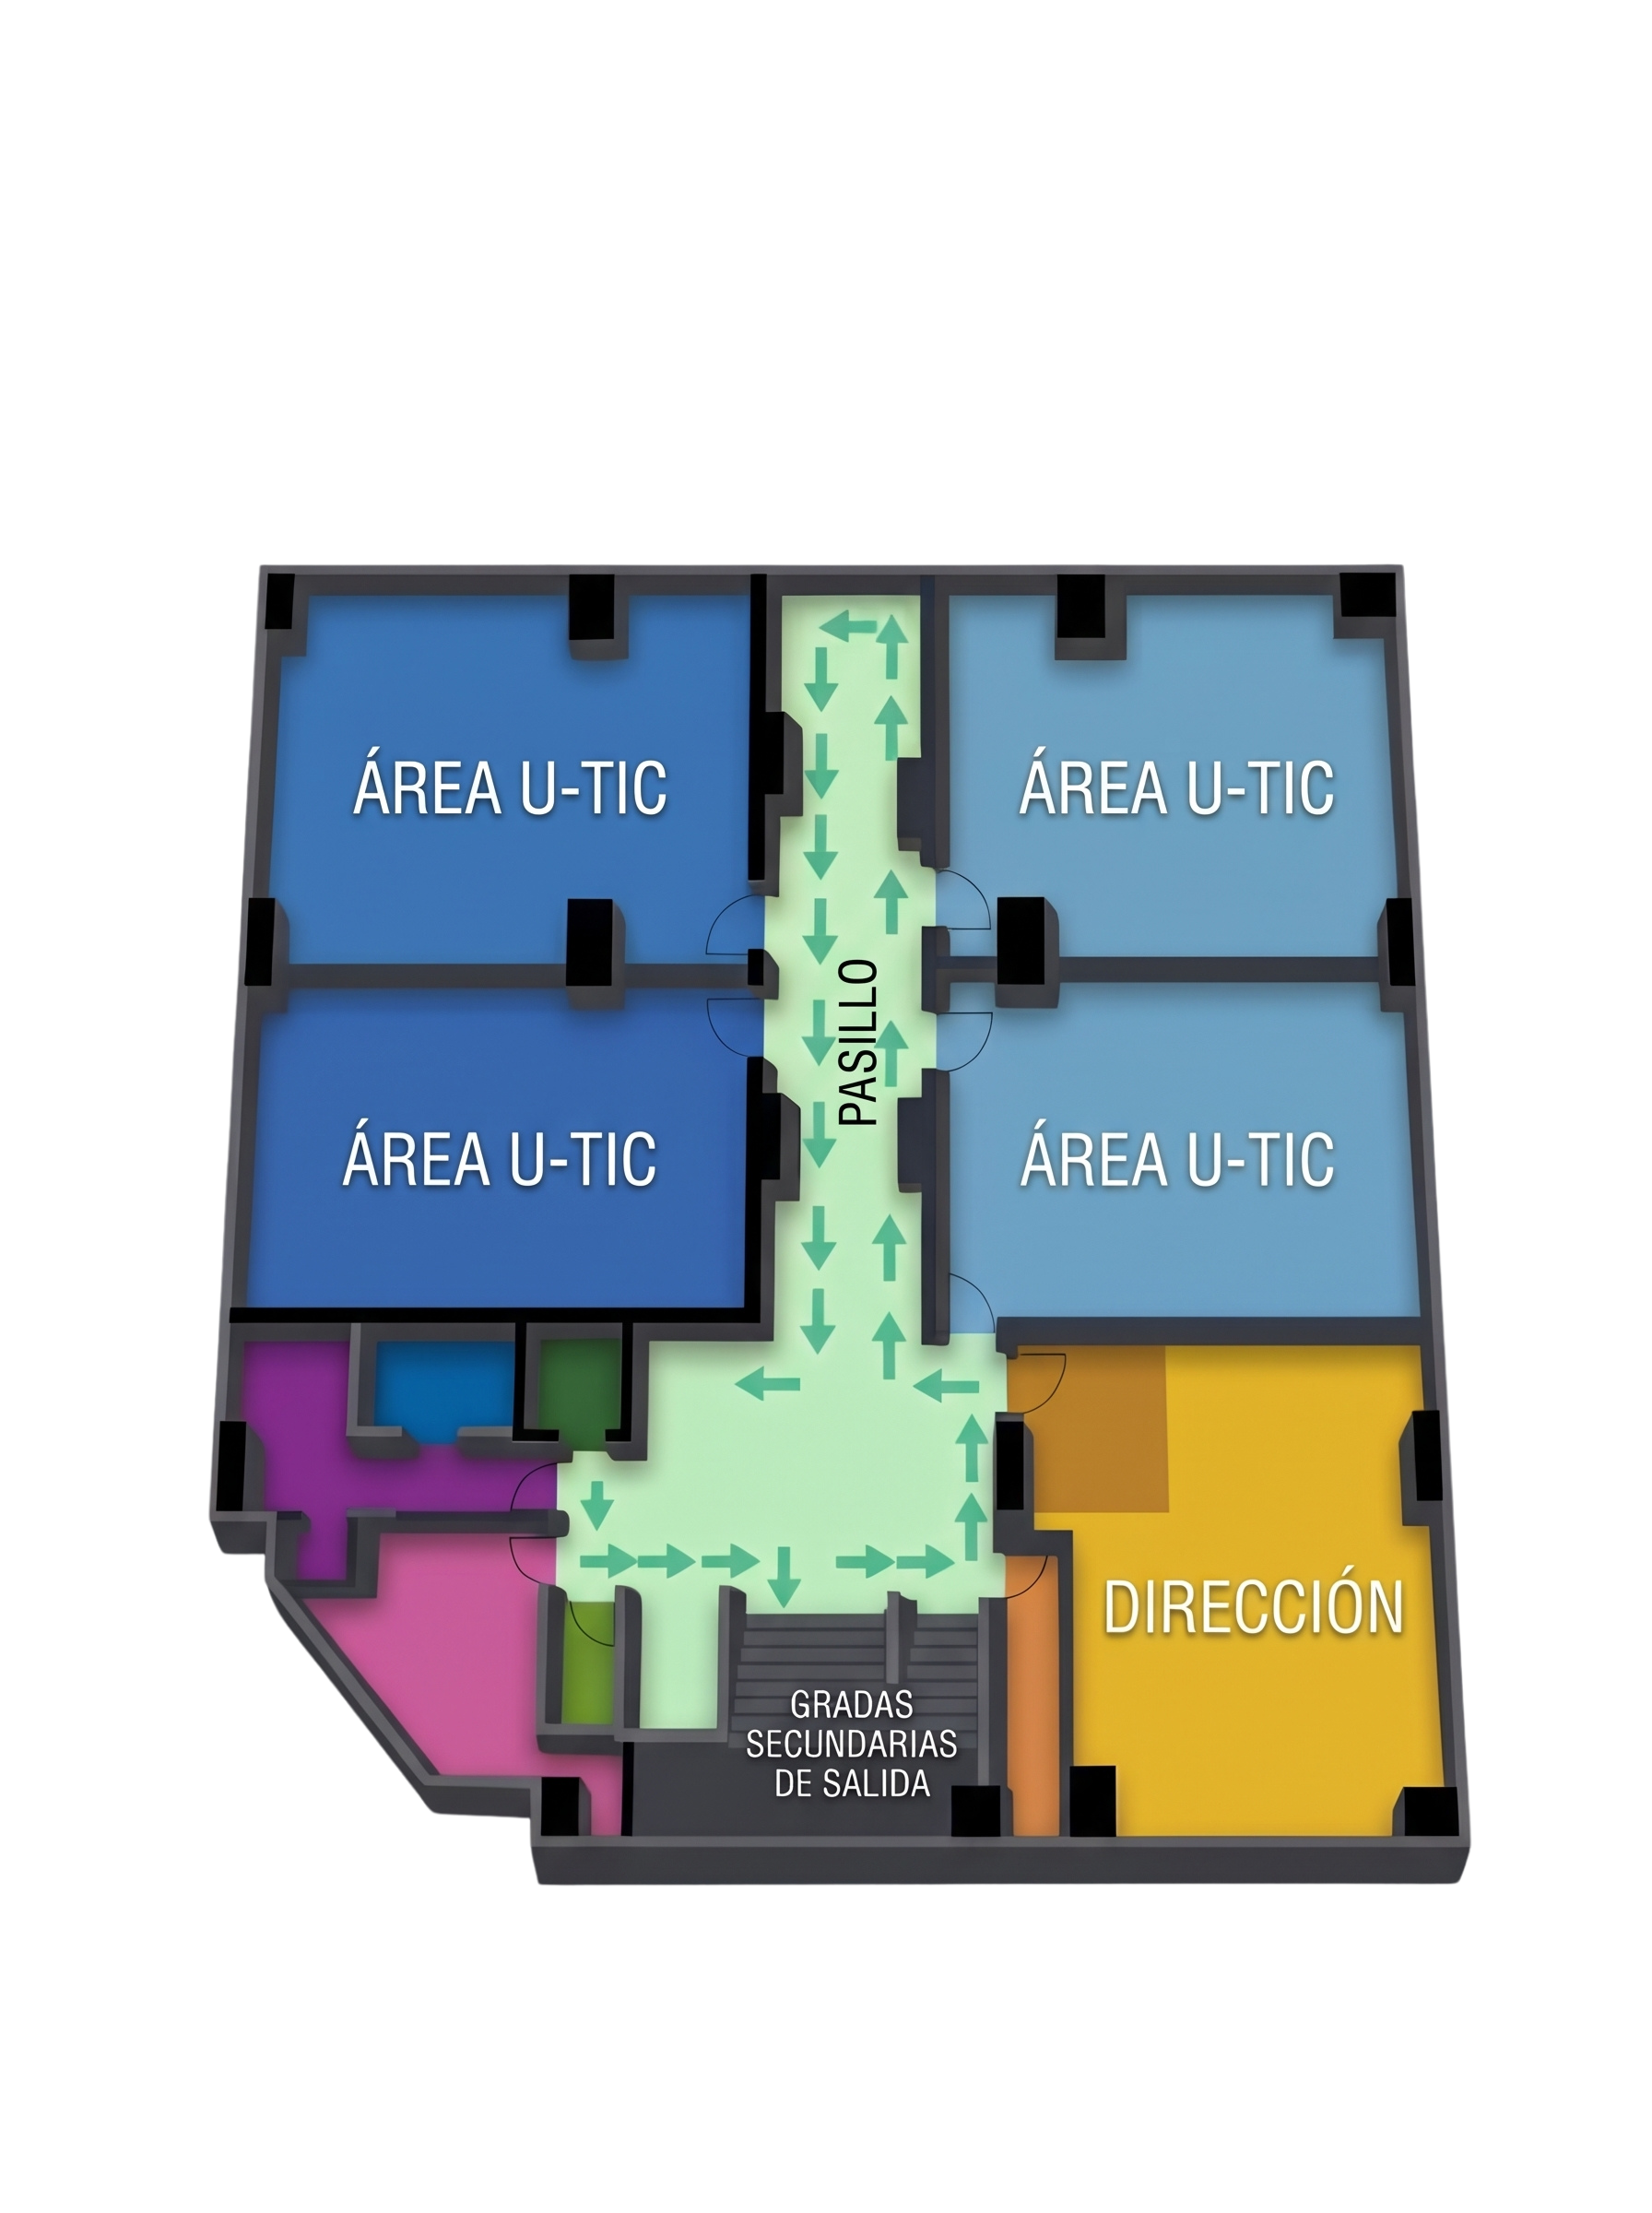 ÁREA U-TIC
ÁREA U-TIC
PASILLO
ÁREA U-TIC
ÁREA U-TIC
DIRECCIÓN
GRADAS
SECUNDARIAS
DE SALIDA